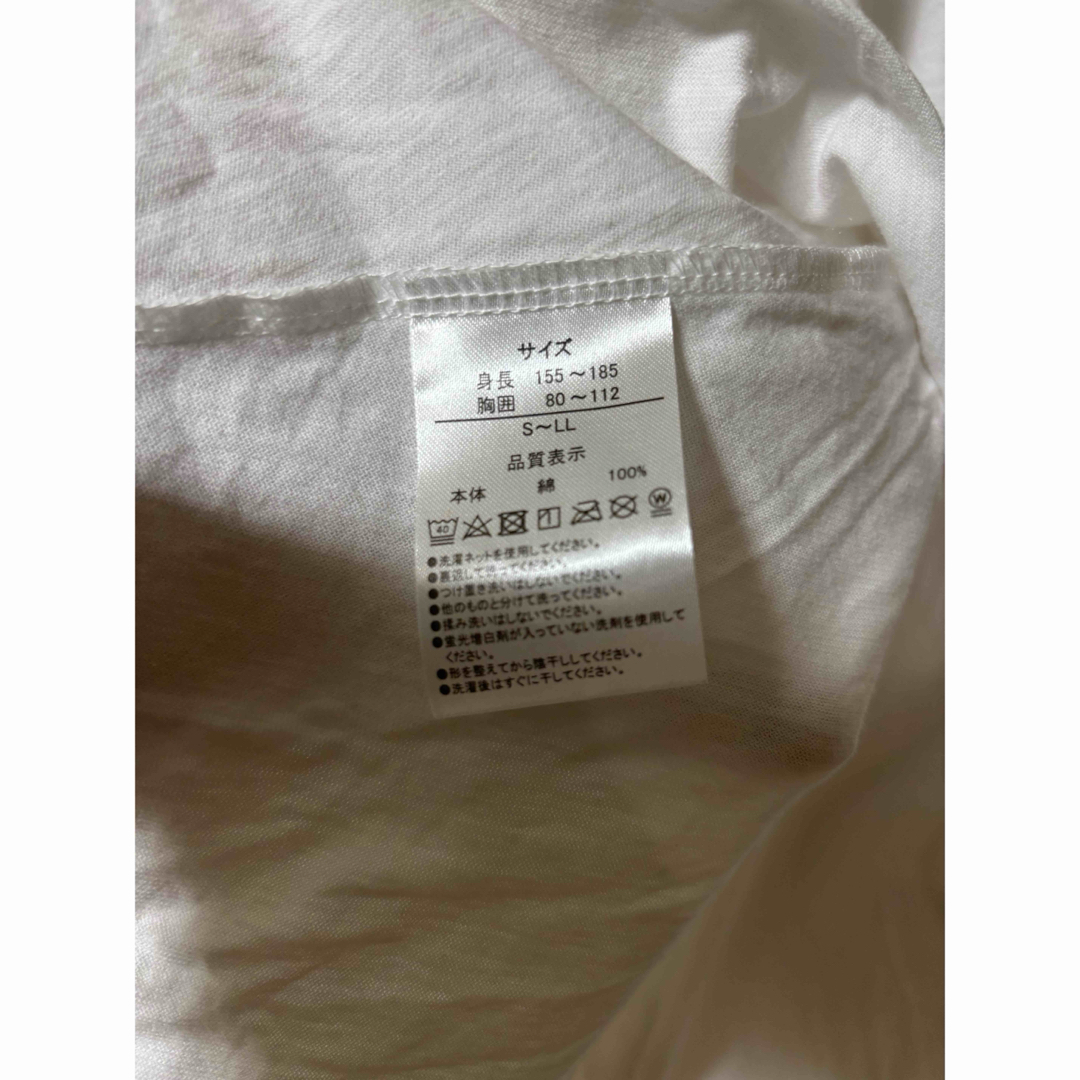 サイズ
身長 155～185
胸囲 80～112
S～LL
品質表示
本体 綿 100%
40 W
●洗濯ネットを使用してください。
●裏返して洗ってください。
●つけ置き洗いはしないでください。
●他のものと分けて洗ってください。
●揉み洗いはしないでください。
●蛍光増白剤が入っていない洗剤を使用して
ください。
●形を整えてから陰干ししてください。
●洗濯後はすぐに干してください。